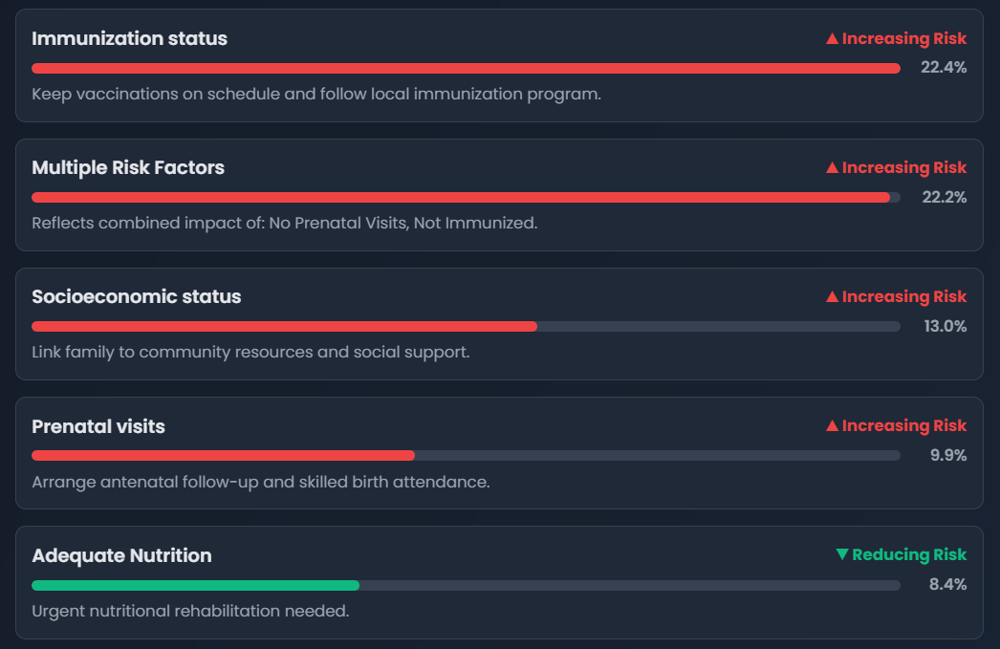 Immunization status ▲ Increasing Risk
22.4%
Keep vaccinations on schedule and follow local immunization program.
Multiple Risk Factors ▲ Increasing Risk
22.2%
Reflects combined impact of: No Prenatal Visits, Not Immunized.
Socioeconomic status ▲ Increasing Risk
13.0%
Link family to community resources and social support.
Prenatal visits ▲ Increasing Risk
9.9%
Arrange antenatal follow-up and skilled birth attendance.
Adequate Nutrition ▼ Reducing Risk
8.4%
Urgent nutritional rehabilitation needed.